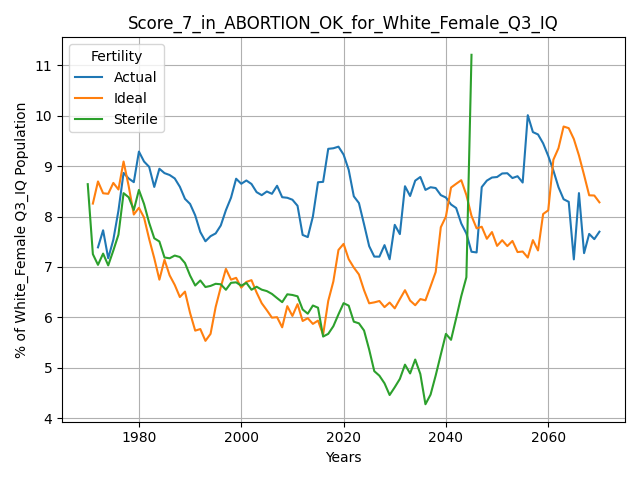 Score_7_in_ABORTION_OK_for_White_Female_Q3_IQ
Fertility
Actual
Ideal
Sterile
% of White_Female Q3_IQ Population
11
10
9
8
7
6
5
4
1980
2000
2020
2040
2060
Years